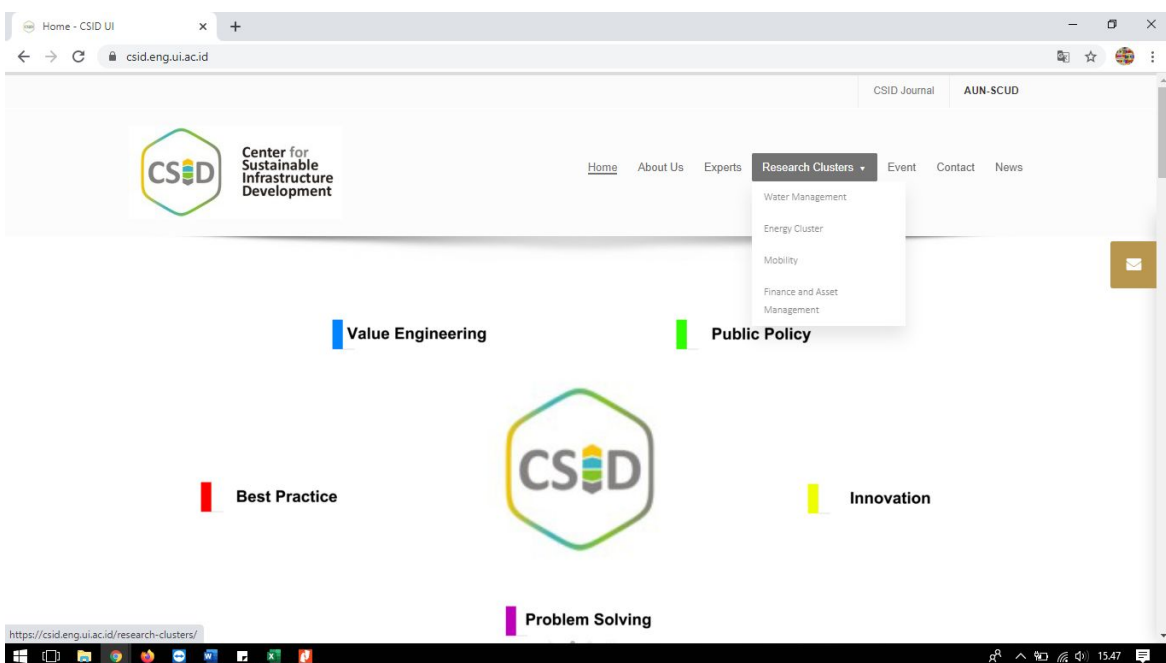 Home - CSID UI
csid.eng.ui.ac.id
CSID Journal AUN-SCUD
CSID
Center for
Sustainable
Infrastructure
Development
Home About Us Experts Research Clusters Event Contact News
Water Management
Energy Cluster
Mobility
Finance and Asset
Management
Value Engineering Public Policy
CSID
Best Practice Innovation
Problem Solving
https://csid.eng.ui.ac.id/research-clusters/
15.47